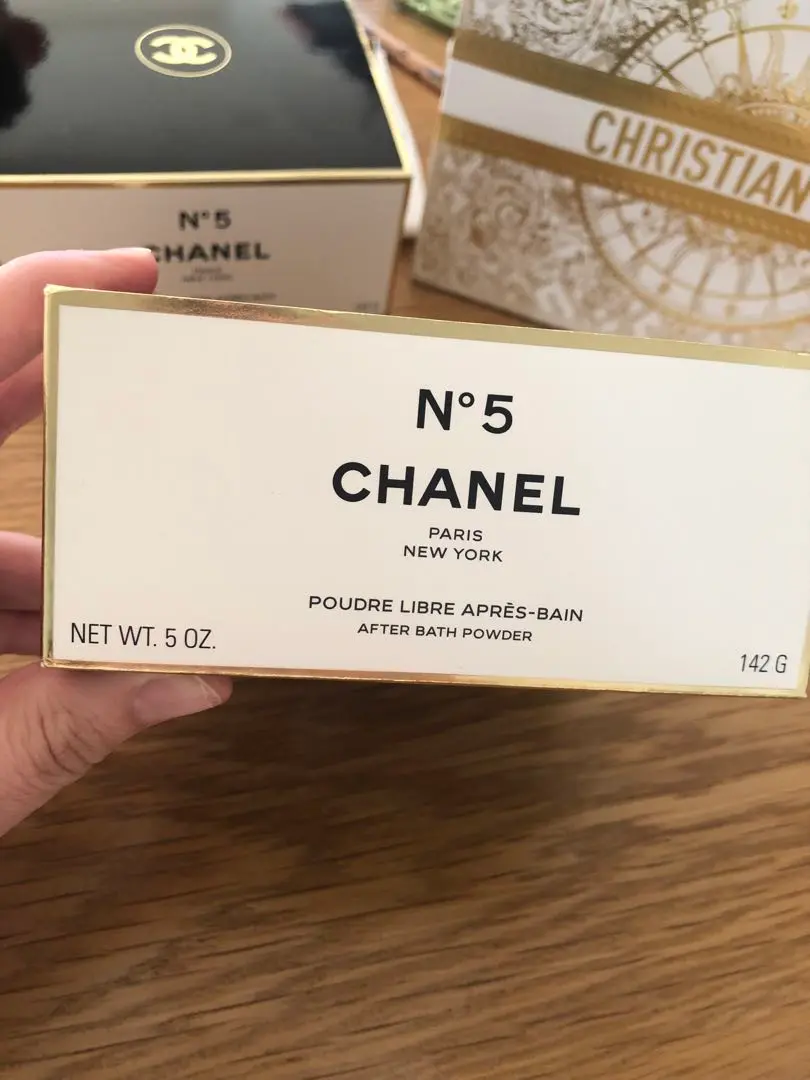 N°5
CHANEL
CHRISTIAN
N°5
CHANEL
PARIS
NEW YORK
POUDRE LIBRE APRÈS-BAIN
AFTER BATH POWDER
NET WT. 5 OZ.
142 G